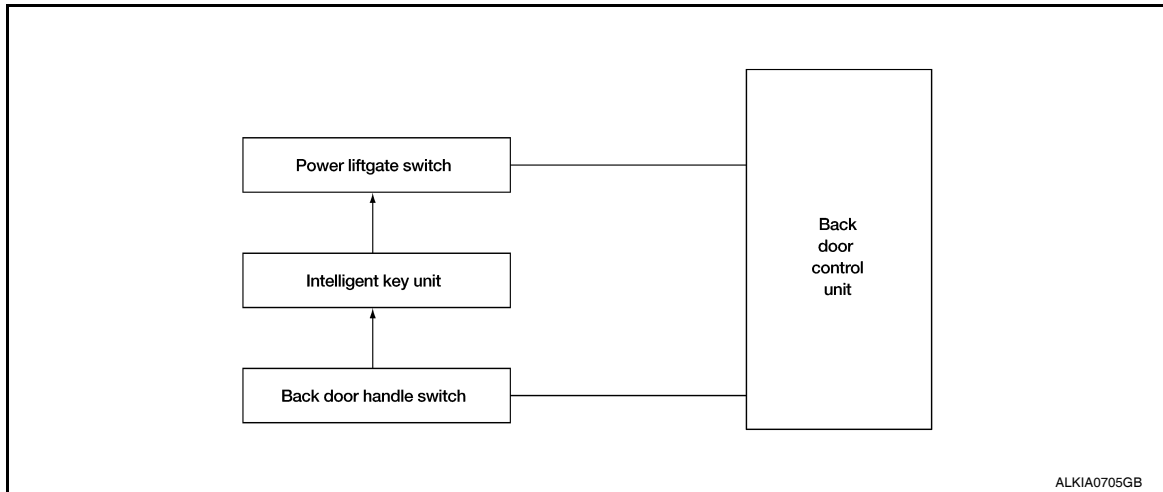 Power liftgate switch
Intelligent key unit
Back door handle switch
Back
door
control
unit
ALKIA0705GB